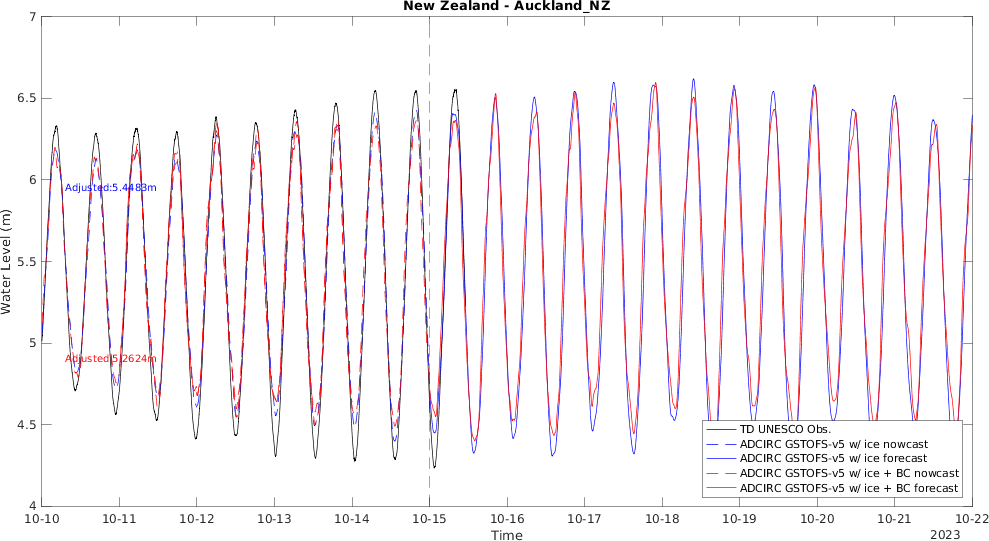 New Zealand - Auckland_NZ
7
6.5
6
5.5
5
4.5
4
Water Level (m)
Adjusted:5.4483m
Adjusted:5.2624m
TD UNESCO Obs.
ADCIRC GSTOFS-v5 w/ ice nowcast
ADCIRC GSTOFS-v5 w/ ice forecast
ADCIRC GSTOFS-v5 w/ ice + BC nowcast
ADCIRC GSTOFS-v5 w/ ice + BC forecast
10-10 10-11 10-12 10-13 10-14 10-15 10-16 10-17 10-18 10-19 10-20 10-21 10-22
Time
2023